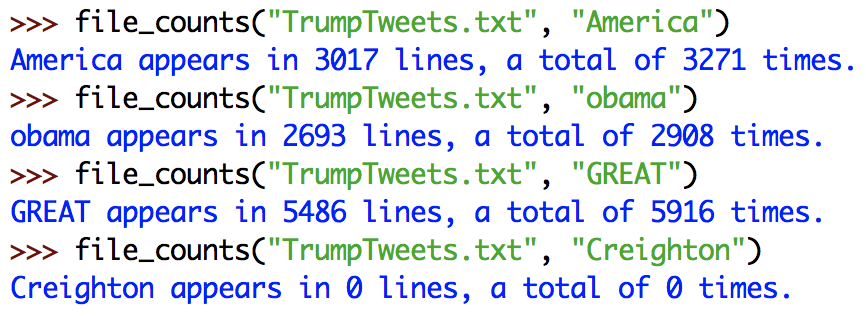 >>> file_counts("TrumpTweets.txt", "America")
America appears in 3017 lines, a total of 3271 times.
>>> file_counts("TrumpTweets.txt", "obama")
obama appears in 2693 lines, a total of 2908 times.
>>> file_counts("TrumpTweets.txt", "GREAT")
GREAT appears in 5486 lines, a total of 5916 times.
>>> file_counts("TrumpTweets.txt", "Creighton")
Creighton appears in 0 lines, a total of 0 times.